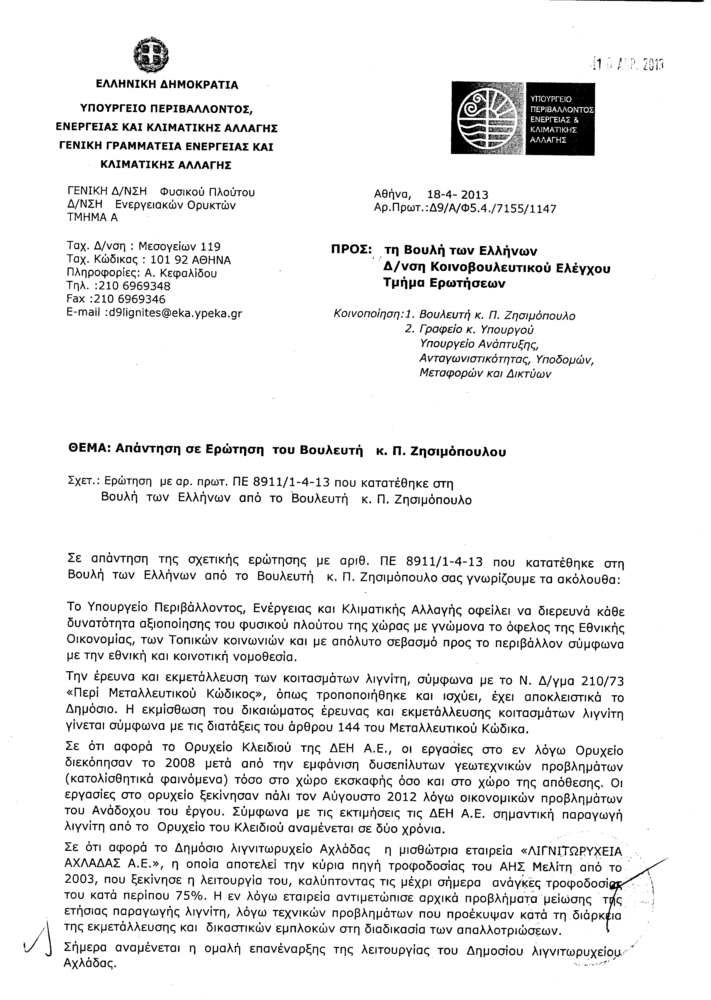 ΕΛΛΗΝΙΚΗ ΔΗΜΟΚΡΑΤΙΑ
ΥΠΟΥΡΓΕΙΟ ΠΕΡΙΒΑΛΛΟΝΤΟΣ,
ΕΝΕΡΓΕΙΑΣ ΚΑΙ ΚΛΙΜΑΤΙΚΗΣ ΑΛΛΑΓΗΣ
ΓΕΝΙΚΗ ΓΡΑΜΜΑΤΕΙΑ ΕΝΕΡΓΕΙΑΣ ΚΑΙ
ΚΛΙΜΑΤΙΚΗΣ ΑΛΛΑΓΗΣ
2013
ΥΠΟΥΡΓΕΙΟ
ΠΕΡΙΒΑΛΛΟΝΤΟΣ
ΕΝΕΡΓΕΙΑΣ &
ΚΛΙΜΑΤΙΚΗΣ
ΑΛΛΑΓΗΣ
ΓΕΝΙΚΗ Δ/ΝΣΗ Φυσικού Πλούτου
Δ/ΝΣΗ Ενεργειακών Ορυκτών
ΤΜΗΜΑ Α
Αθήνα, 18-4- 2013
Αρ.Πρωτ.:Δ9/Α/Φ5.4./7155/1147
Ταχ. Δ/νση : Μεσογείων 119
Ταχ. Κώδικας : 101 92 ΑΘΗΝΑ
Πληροφορίες: Α. Κεφαλίδου
Τηλ. :210 6969348
Fax :210 6969346
E-mail :d9lignites@eka.ypeka.gr
ΠΡΟΣ: τη Βουλή των Ελλήνων
Δ/νση Κοινοβουλευτικού Ελέγχου
Τμήμα Ερωτήσεων
Κοινοποίηση:1. Βουλευτή κ. Π. Ζησιμόπουλο
2. Γραφείο κ. Υπουργού
Υπουργείο Ανάπτυξης,
Ανταγωνιστικότητας, Υποδομών,
Μεταφορών και Δικτύων
ΘΕΜΑ: Απάντηση σε Ερώτηση του Βουλευτή κ. Π. Ζησιμόπουλου
Σχετ.: Ερώτηση με αρ. πρωτ. ΠΕ 8911/1-4-13 που κατατέθηκε στη
Βουλή των Ελλήνων από το Βουλευτή κ. Π. Ζησιμόπουλο
Σε απάντηση της σχετικής ερώτησης με αριθ. ΠΕ 8911/1-4-13 που κατατέθηκε στη
Βουλή των Ελλήνων από το Βουλευτή κ. Π. Ζησιμόπουλο σας γνωρίζουμε τα ακόλουθα:
Το Υπουργείο Περιβάλλοντος, Ενέργειας και Κλιματικής Αλλαγής οφείλει να διερευνά κάθε
δυνατότητα αξιοποίησης του φυσικού πλούτου της χώρας με γνώμονα το όφελος της Εθνικής
Οικονομίας, των Τοπικών κοινωνιών και με απόλυτο σεβασμό προς το περιβάλλον σύμφωνα
με την εθνική και κοινοτική νομοθεσία.
Την έρευνα και εκμετάλλευση των κοιτασμάτων λιγνίτη, σύμφωνα με το Ν. Δ/γμα 210/73
«Περί Μεταλλευτικού Κώδικος», όπως τροποποιήθηκε και ισχύει, έχει αποκλειστικά το
Δημόσιο. Η εκμίσθωση του δικαιώματος έρευνας και εκμετάλλευσης κοιτασμάτων λιγνίτη
γίνεται σύμφωνα με τις διατάξεις του άρθρου 144 του Μεταλλευτικού Κώδικα.
Σε ότι αφορά το Ορυχείο Κλειδιού της ΔΕΗ Α.Ε., οι εργασίες στο εν λόγω Ορυχείο
διεκόπησαν το 2008 μετά από την εμφάνιση δυσεπίλυτων γεωτεχνικών προβλημάτων
(κατολίσθητικά φαινόμενα) τόσο στο χώρο εκσκαφής όσο και στο χώρο της απόθεσης. Οι
εργασίες στο ορυχείο ξεκίνησαν πάλι τον Αύγουστο 2012 λόγω οικονομικών προβλημάτων
του Ανάδοχου του έργου. Σύμφωνα με τις εκτιμήσεις τις ΔΕΗ Α.Ε. σημαντική παραγωγή
λιγνίτη από το Ορυχείο του Κλειδιού αναμένεται σε δύο χρόνια.
Σε ότι αφορά το Δημόσιο λιγνιτωρυχείο Αχλάδας η μισθώτρια εταιρεία «ΛΙΓΝΙΤΩΡΥΧΕΙΑ
ΑΧΛΑΔΑΣ Α.Ε.», η οποία αποτελεί την κύρια πηγή τροφοδοσίας του ΑΗΣ Μελίτη από το
2003, που ξεκίνησε η λειτουργία του, καλύπτοντας τις μέχρι σήμερα ανάγκες τροφοδοσίας
του κατά περίπου 75%. Η εν λόγω εταιρεία αντιμετώπισε αρχικά προβλήματα μείωσης της
ετήσιας παραγωγής λιγνίτη, λόγω τεχνικών προβλημάτων που προέκυψαν κατά τη διάρκεια
της εκμετάλλευσης και δικαστικών εμπλοκών στη διαδικασία των απαλλοτριώσεων.
Σήμερα αναμένεται η ομαλή επανέναρξης της λειτουργίας του Δημοσίου λιγνιτωρυχείου
Αχλάδας.